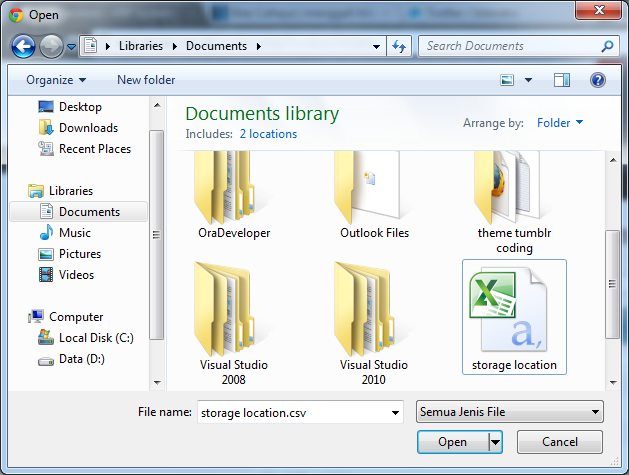 Open
Libraries Documents
Search Documents
Organize New folder
Desktop
Downloads
Recent Places
Libraries
Documents
Music
Pictures
Videos
Computer
Local Disk (C:)
Data (D:)
Documents library
Includes: 2 locations
Arrange by: Folder
OraDeveloper
Outlook Files
theme tumblr
coding
Visual Studio
2008
Visual Studio
2010
X
a,
storage location
File name: storage location.csv
Semua Jenis File
Open
Cancel